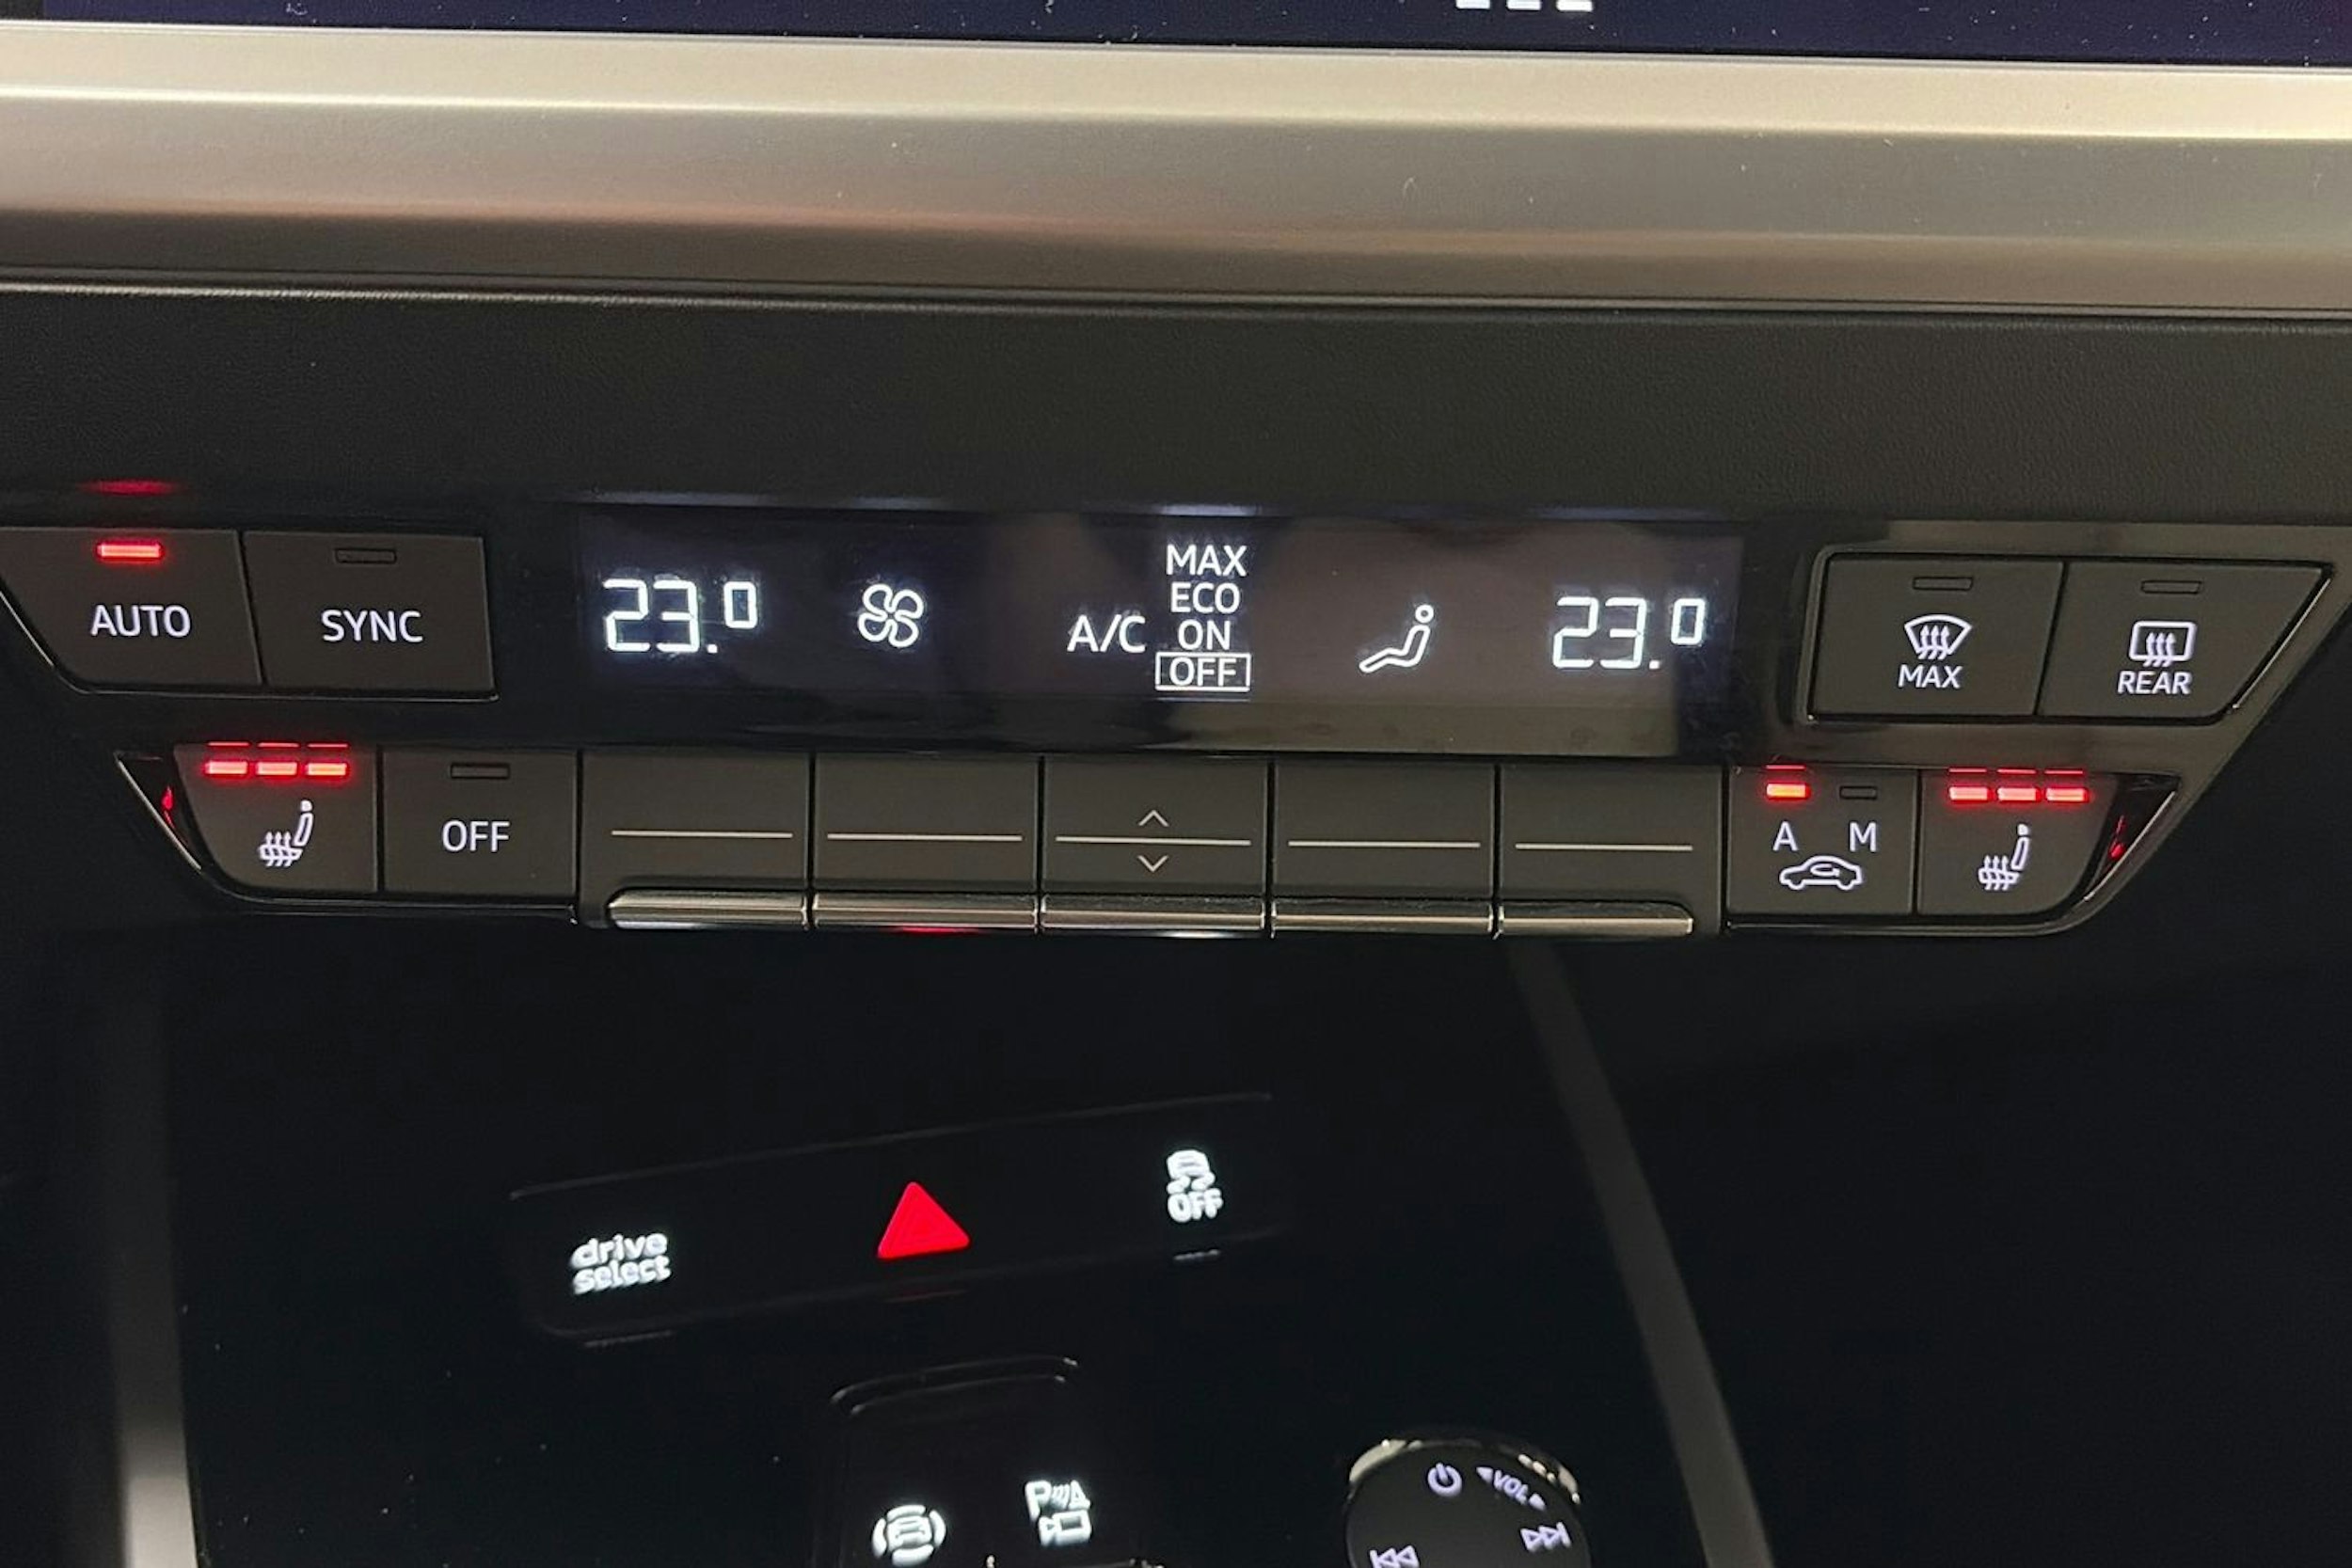 AUTO
SYNC
23.0
A/C
MAX
ECO
ON
OFF
23.0
MAX
REAR
OFF
A M
drive
select
OFF
P
VOL